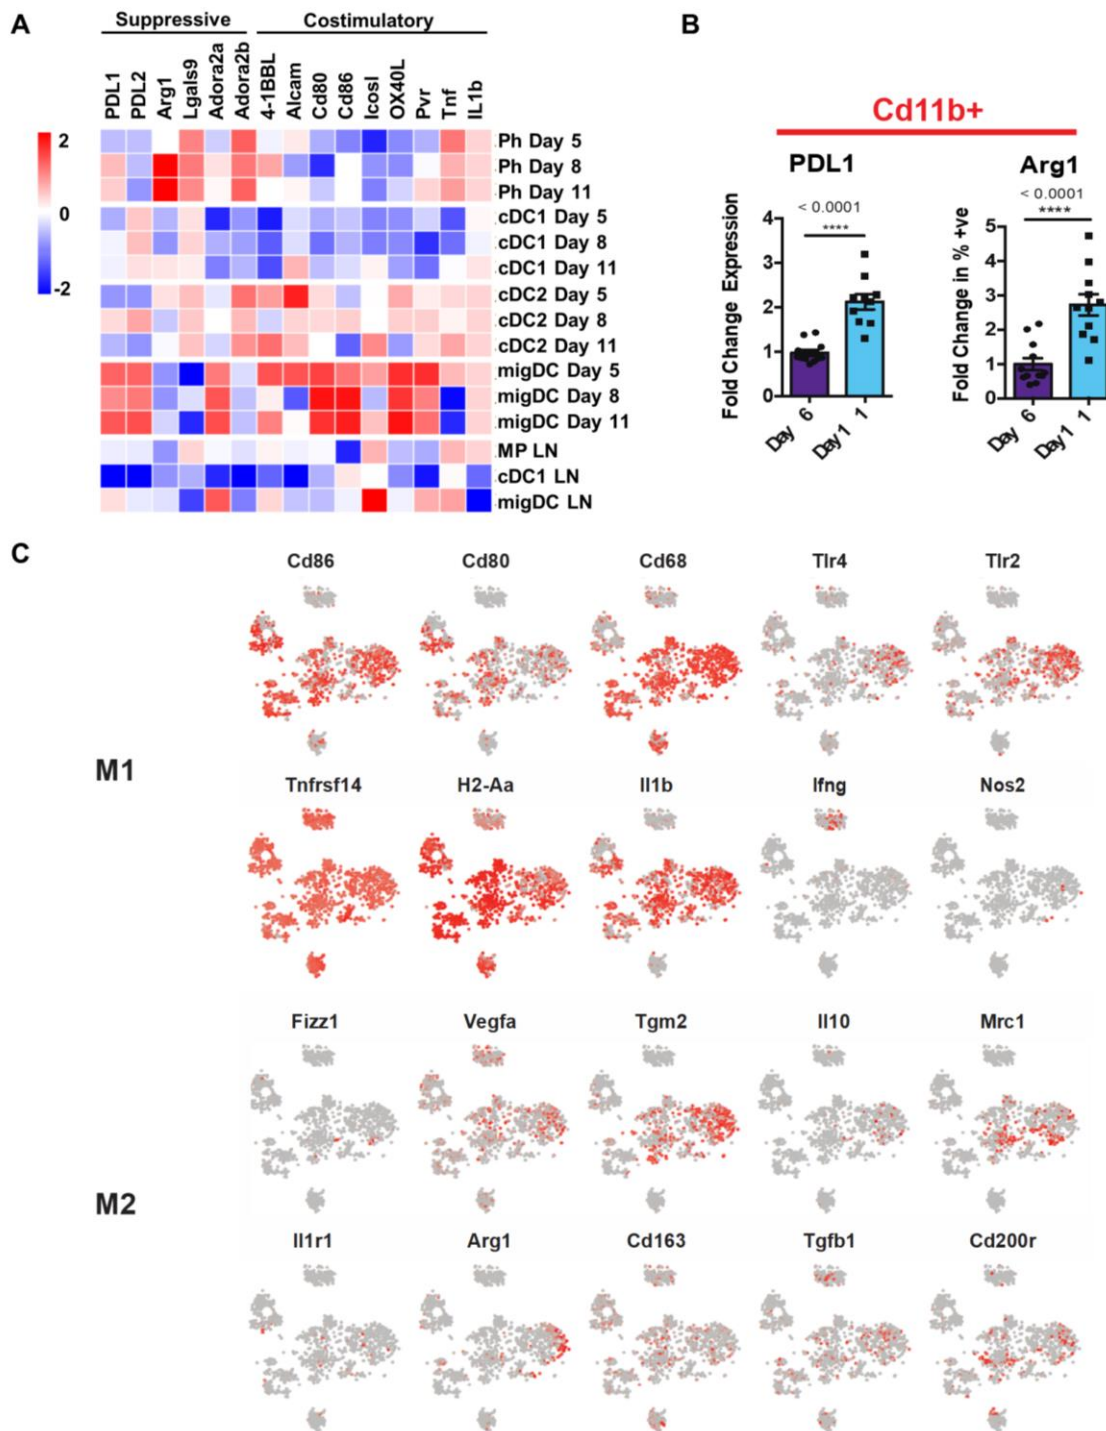 A
Suppressive Costimulatory
PDL1 PDL2 Arg1 Lgals9 Adora2a Adora2b 4-1BBL Alcam Cd80 Cd86 Icosl OX40L Pvr Tnf IL1b
2
0
-2
Ph Day 5
Ph Day 8
Ph Day 11
cDC1 Day 5
cDC1 Day 8
cDC1 Day 11
cDC2 Day 5
cDC2 Day 8
cDC2 Day 11
migDC Day 5
migDC Day 8
migDC Day 11
MP LN
cDC1 LN
migDC LN
B
Cd11b+
PDL1
< 0.0001
****
Fold Change Expression
4
3
2
1
0
Day 6
Day1 1
Arg1
< 0.0001
****
Fold Change in % +ve
5
4
3
2
1
0
Day 6
Day1 1
C
M1
Cd86 Cd80 Cd68 Tlr4 Tlr2
Tnfrsf14 H2-Aa Il1b Ifng Nos2
M2
Fizz1 Vegfa Tgm2 Il10 Mrc1
Il1r1 Arg1 Cd163 Tgfb1 Cd200r